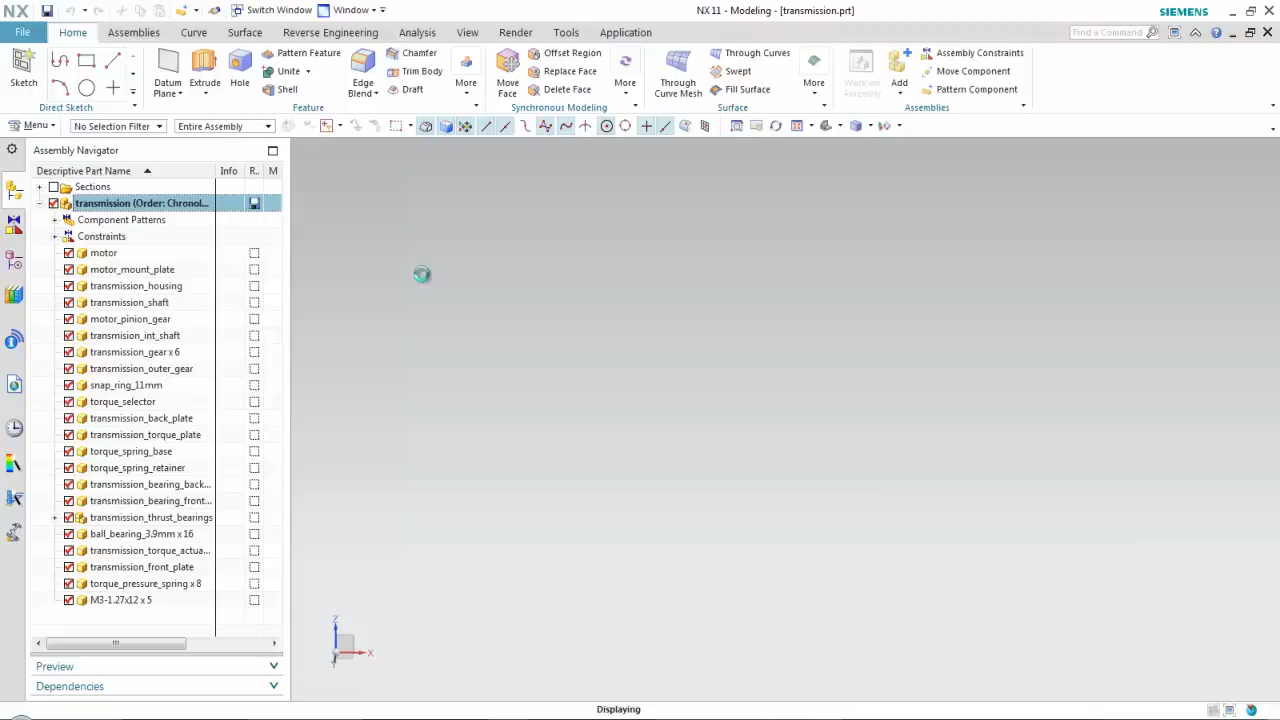 NX
Switch Window
Window
NX 11 - Modeling - [transmission.prt]
SIEMENS
File
Home
Assemblies
Curve
Surface
Reverse Engineering
Analysis
View
Render
Tools
Application
Find a Command
Sketch
Direct Sketch
Datum Plane
Extrude
Hole
Pattern Feature
Unite
Shell
Edge Blend
Chamfer
Trim Body
Draft
More
Feature
Move Face
Offset Region
Replace Face
Delete Face
More
Synchronous Modeling
Through Curve Mesh
Through Curves
Swept
Fill Surface
More
Surface
Work on Assembly
Add
Assembly Constraints
Move Component
Pattern Component
Assemblies
Menu
No Selection Filter
Entire Assembly
Assembly Navigator
Descriptive Part Name
Info
R..
M
Sections
transmission (Order: Chronol...
Component Patterns
Constraints
motor
motor_mount_plate
transmission_housing
transmission_shaft
motor_pinion_gear
transmision_int_shaft
transmission_gear x 6
transmission_outer_gear
snap_ring_11mm
torque_selector
transmission_back_plate
transmission_torque_plate
torque_spring_base
torque_spring_retainer
transmission_bearing_back...
transmission_bearing_front...
transmission_thrust_bearings
ball_bearing_3.9mm x 16
transmission_torque_actua...
transmission_front_plate
torque_pressure_spring x 8
M3-1.27x12 x 5
Z
X
Y
Preview
Dependencies
Displaying